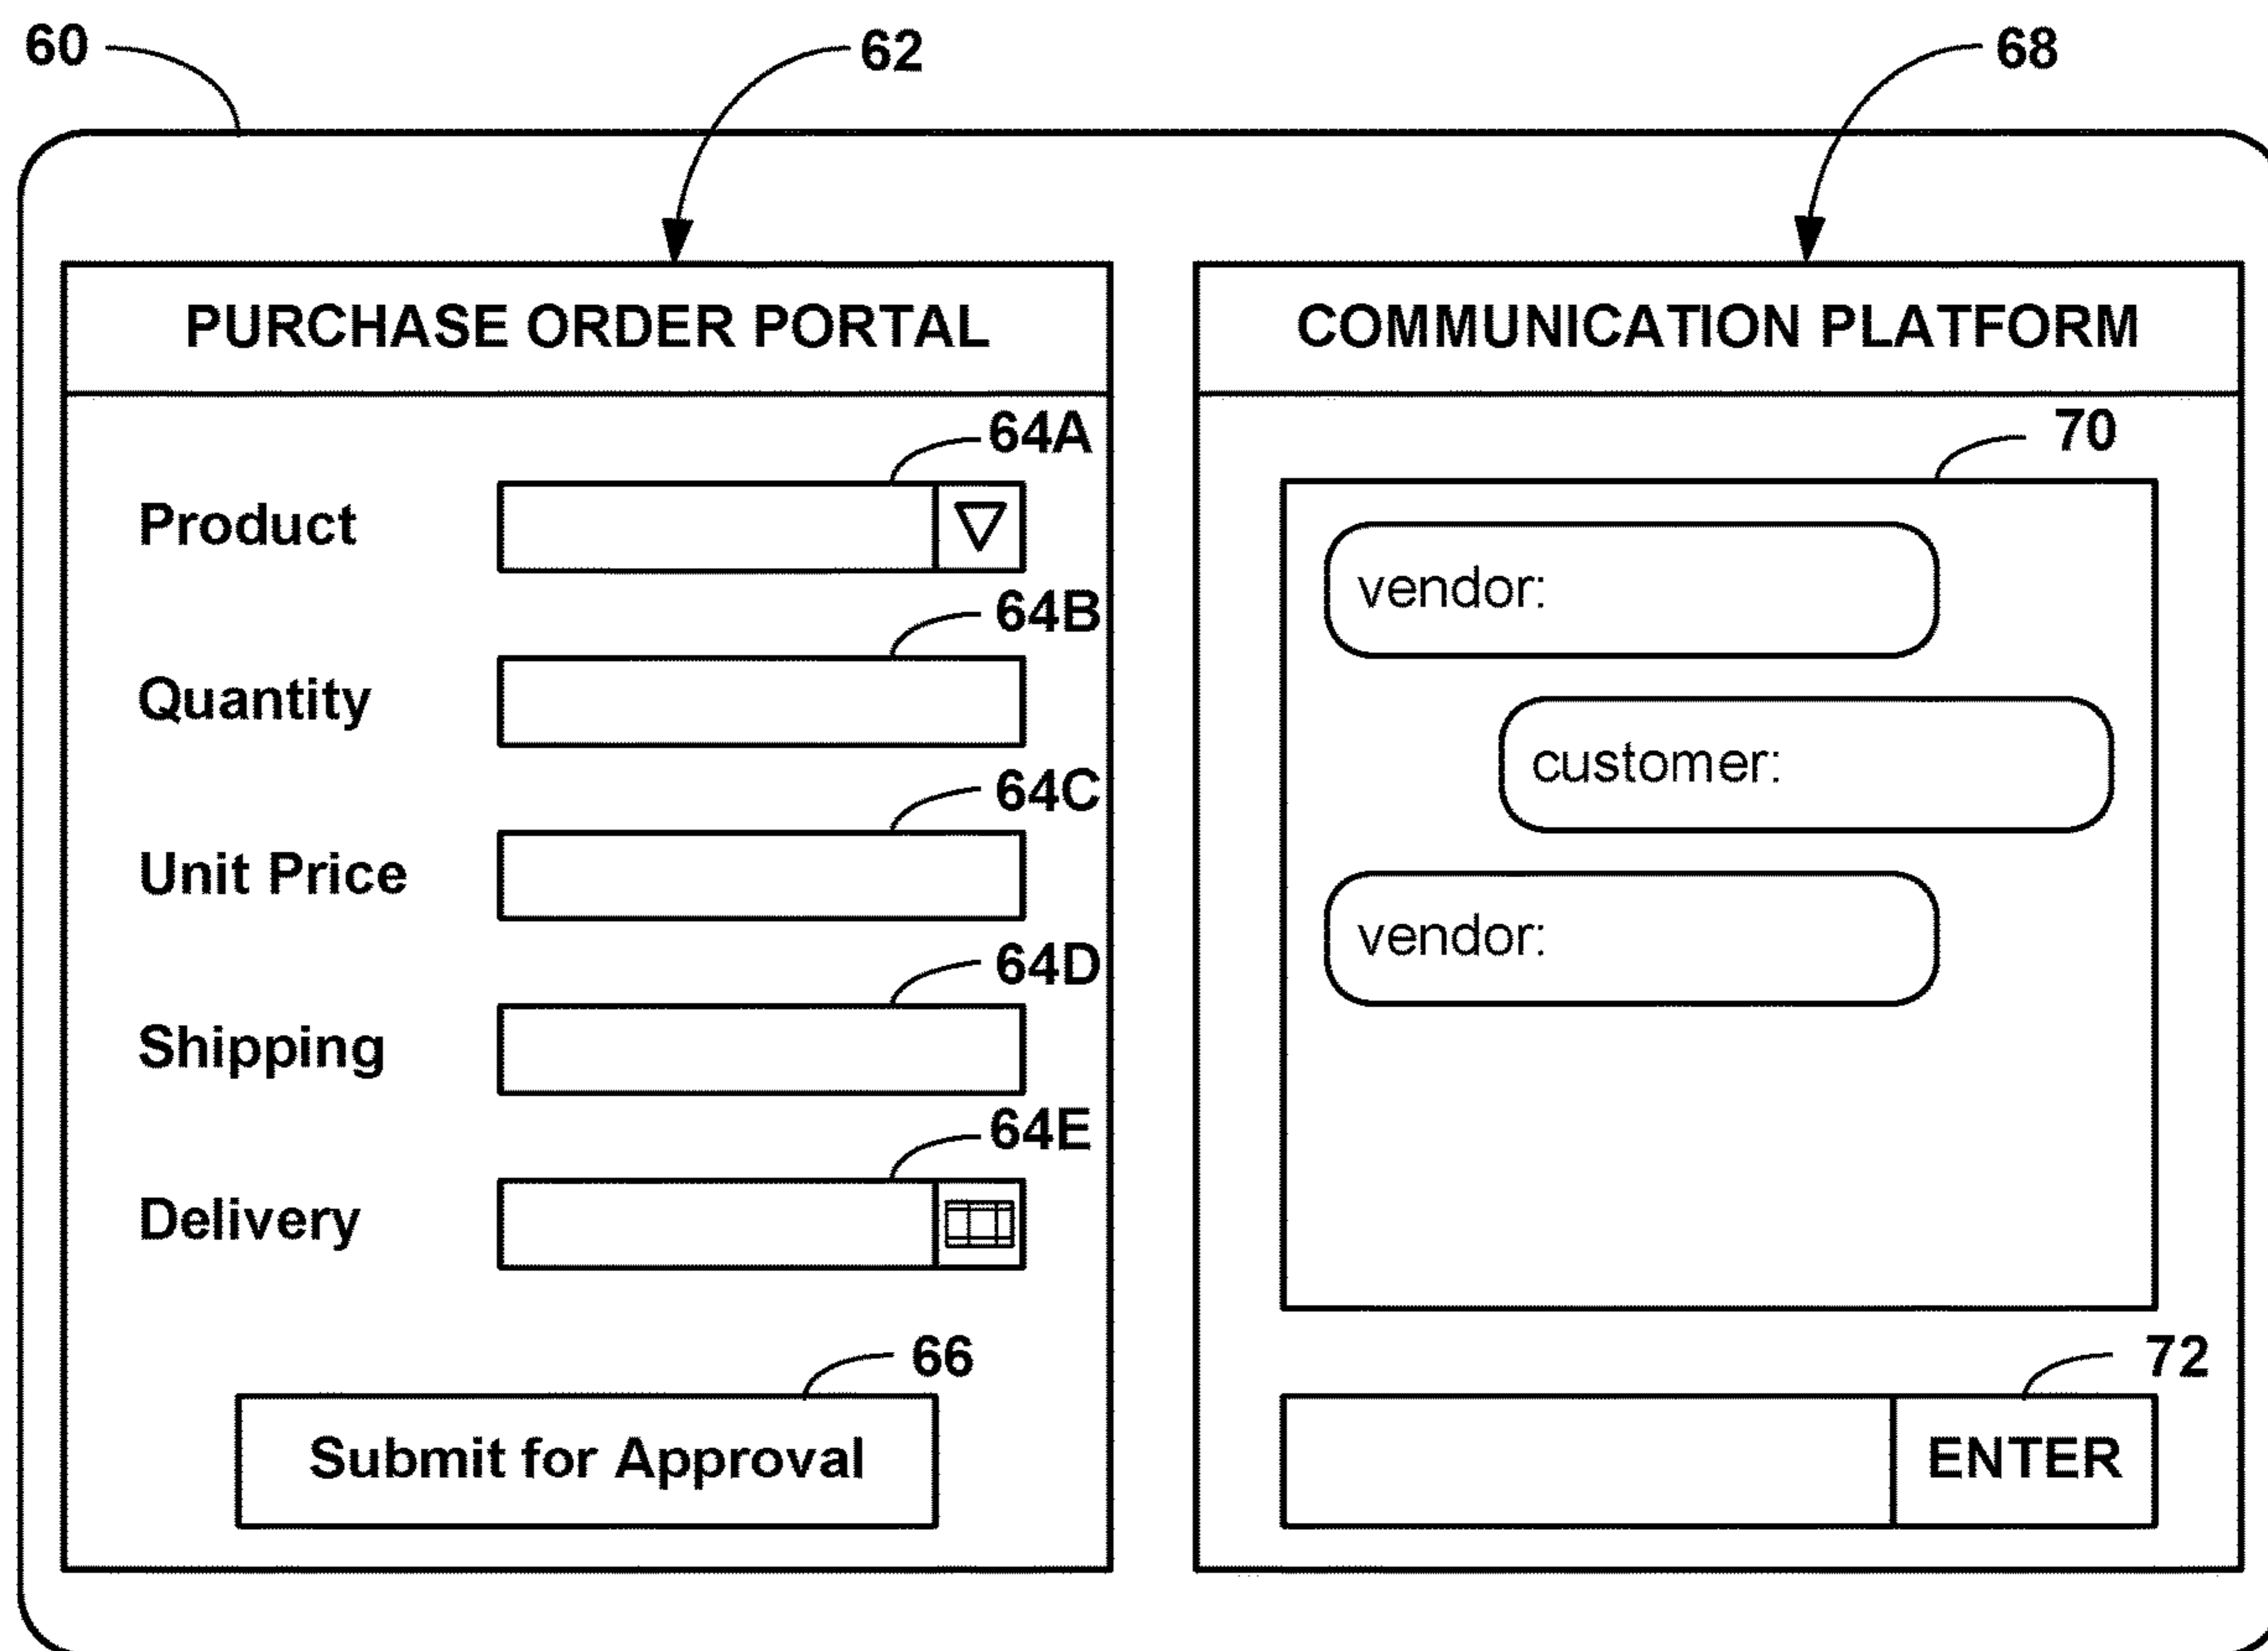 60
62
68
PURCHASE ORDER PORTAL
64A
Product
64B
Quantity
64C
Unit Price
64D
Shipping
64E
Delivery
66
Submit for Approval
COMMUNICATION PLATFORM
70
vendor:
customer:
vendor:
72
ENTER